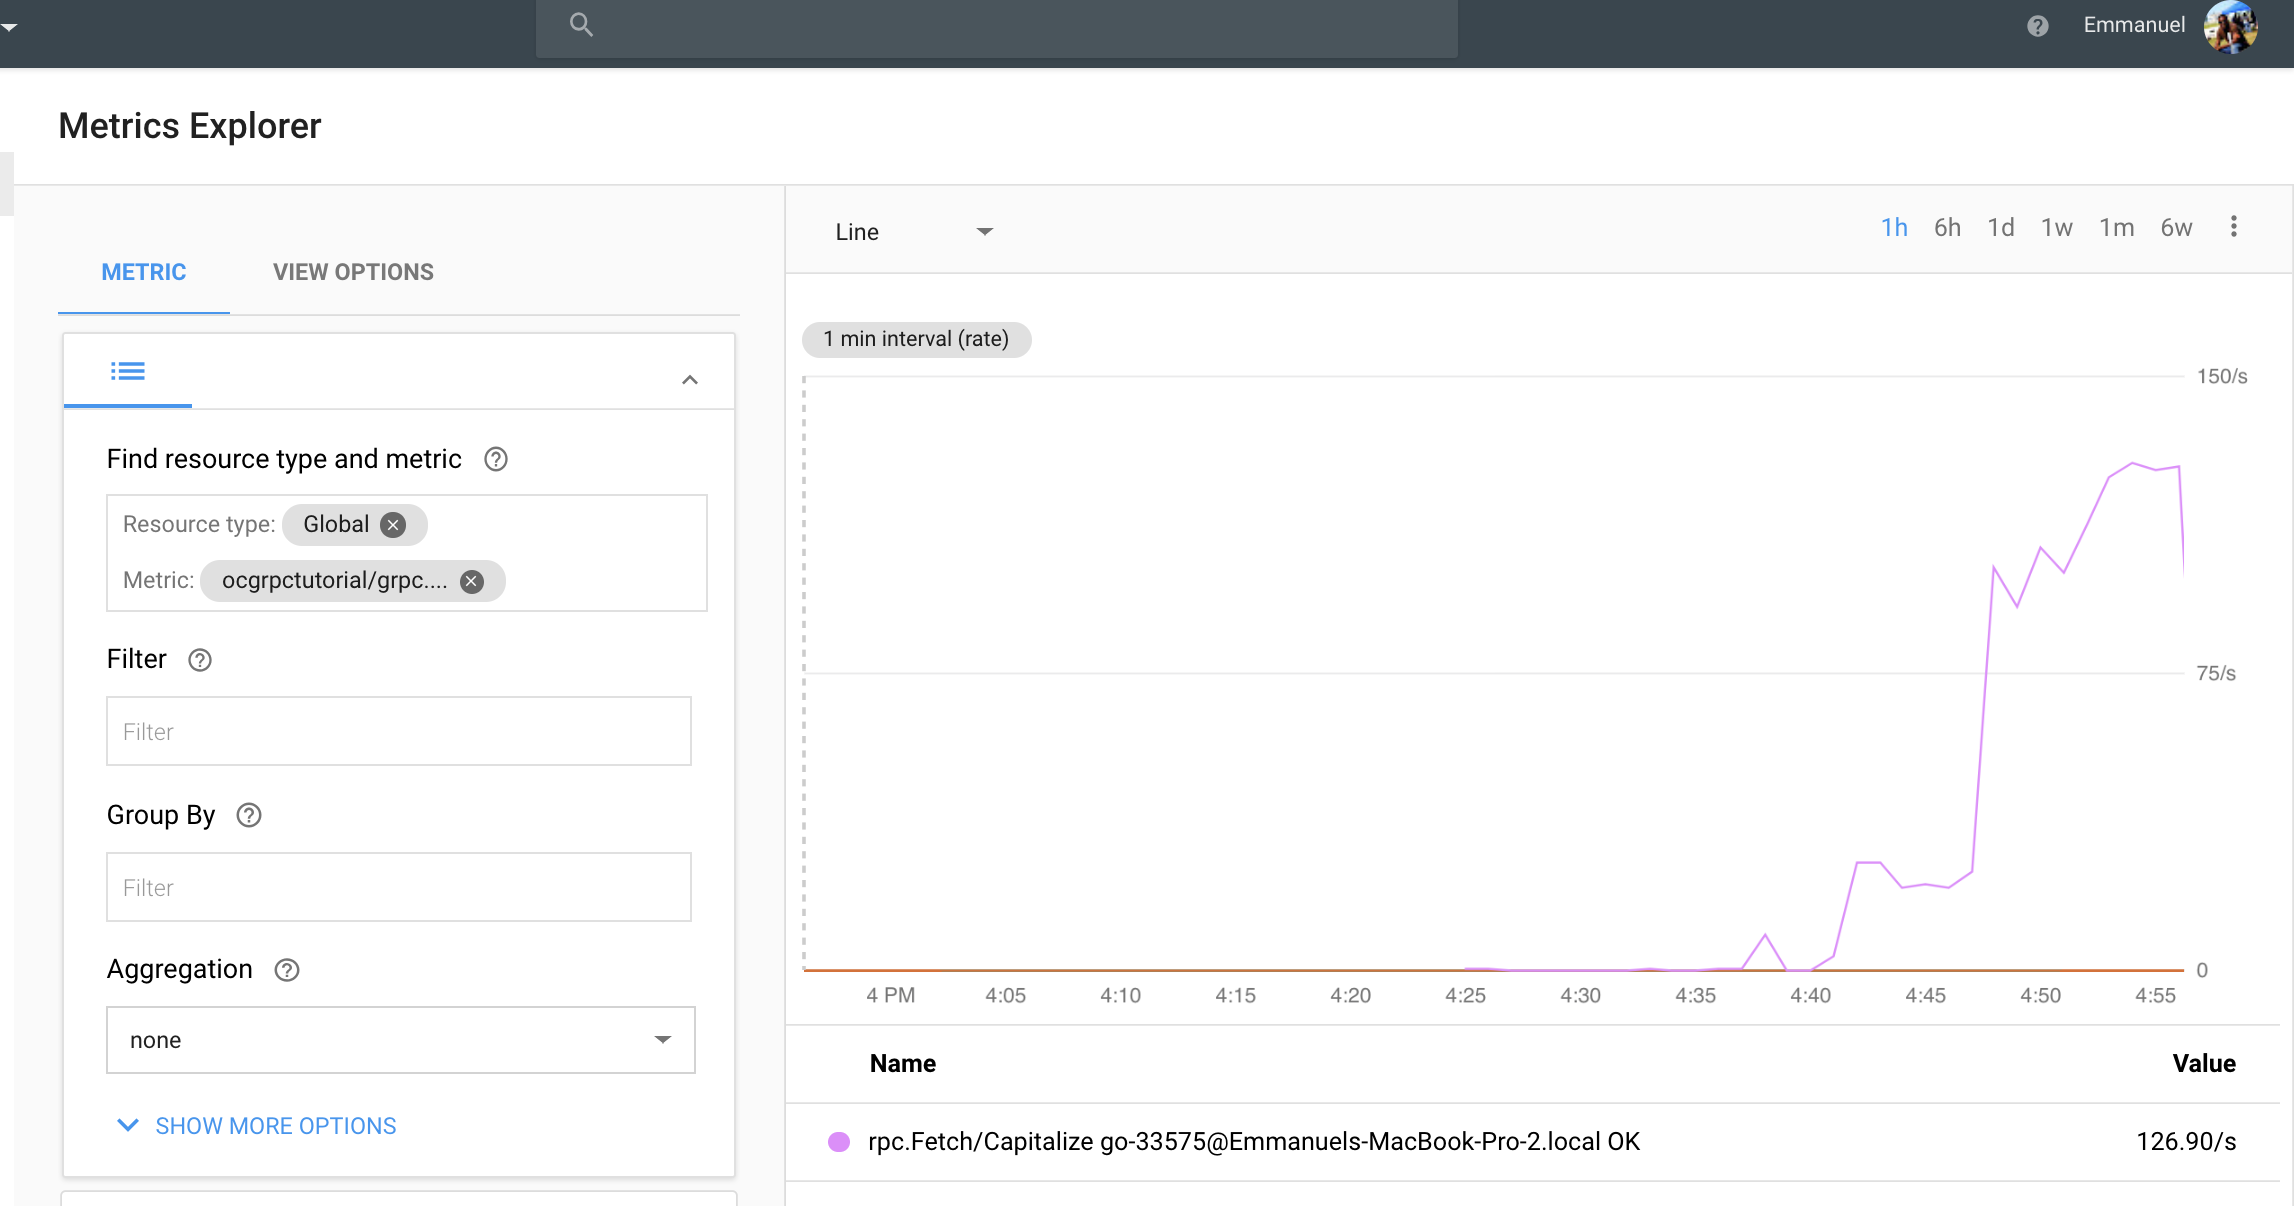 Emmanuel
Metrics Explorer
METRIC
VIEW OPTIONS
Find resource type and metric
Resource type: Global
Metric: ocgrpctutorial/grpc....
Filter
Filter
Group By
Filter
Aggregation
none
SHOW MORE OPTIONS
Line
1h 6h 1d 1w 1m 6w
1 min interval (rate)
150/s
75/s
0
4 PM 4:05 4:10 4:15 4:20 4:25 4:30 4:35 4:40 4:45 4:50 4:55
Name Value
rpc.Fetch/Capitalize go-33575@Emmanuels-MacBook-Pro-2.local OK 126.90/s